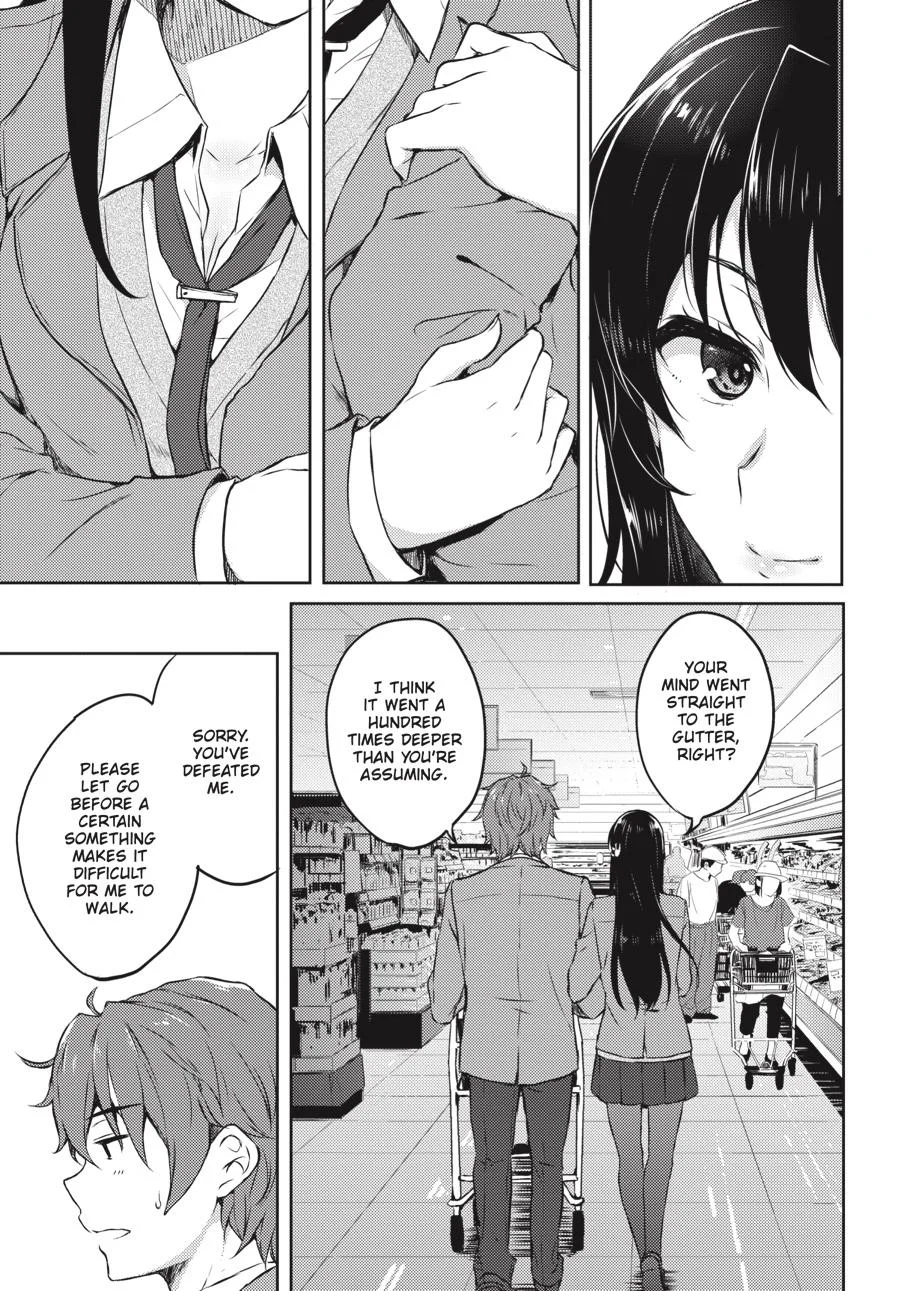 YOUR
MIND WENT
STRAIGHT
TO THE
GUTTER,
RIGHT?
I THINK
IT WENT A
HUNDRED
TIMES DEEPER
THAN YOU'RE
ASSUMING.
SORRY.
YOU'VE
DEFEATED
ME.
PLEASE
LET GO
BEFORE A
CERTAIN
SOMETHING
MAKES IT
DIFFICULT
FOR ME TO
WALK.